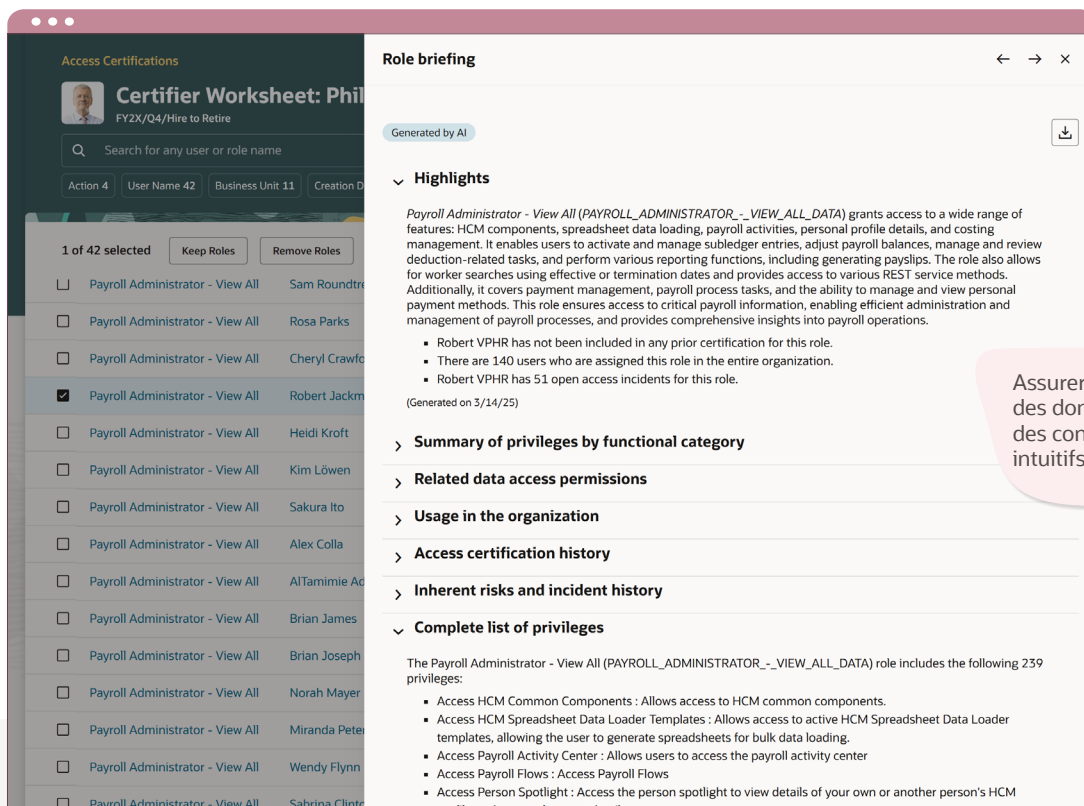 Access Certifications
Certifier Worksheet: Phil
FY2X/Q4/Hire to Retire
Search for any user or role name
Action 4
User Name 42
Business Unit 11
Creation D
1 of 42 selected
Keep Roles
Remove Roles
Payroll Administrator - View All Sam Roundtre
Payroll Administrator - View All Rosa Parks
Payroll Administrator - View All Cheryl Crawfo
Payroll Administrator - View All Robert Jackm
Payroll Administrator - View All Heidi Kroft
Payroll Administrator - View All Kim Löwen
Payroll Administrator - View All Sakura Ito
Payroll Administrator - View All Alex Colla
Payroll Administrator - View All AlTamimie Ad
Payroll Administrator - View All Brian James
Payroll Administrator - View All Brian Joseph
Payroll Administrator - View All Norah Mayer
Payroll Administrator - View All Miranda Peter
Payroll Administrator - View All Wendy Flynn
Payroll Administrator - View All Sabrina Clinto
Role briefing
Generated by AI
Highlights
Payroll Administrator - View All (PAYROLL_ADMINISTRATOR_-_VIEW_ALL_DATA) grants access to a wide range of
features: HCM components, spreadsheet data loading, payroll activities, personal profile details, and costing
management. It enables users to activate and manage subledger entries, adjust payroll balances, manage and review
deduction-related tasks, and perform various reporting functions, including generating payslips. The role also allows
for worker searches using effective or termination dates and provides access to various REST service methods.
Additionally, it covers payment management, payroll process tasks, and the ability to manage and view personal
payment methods. This role ensures access to critical payroll information, enabling efficient administration and
management of payroll processes, and provides comprehensive insights into payroll operations.
▪ Robert VPHR has not been included in any prior certification for this role.
▪ There are 140 users who are assigned this role in the entire organization.
▪ Robert VPHR has 51 open access incidents for this role.
(Generated on 3/14/25)
Summary of privileges by functional category
Related data access permissions
Usage in the organization
Access certification history
Inherent risks and incident history
Complete list of privileges
The Payroll Administrator - View All (PAYROLL_ADMINISTRATOR_-_VIEW_ALL_DATA) role includes the following 239
privileges:
▪ Access HCM Common Components : Allows access to HCM common components.
▪ Access HCM Spreadsheet Data Loader Templates : Allows access to active HCM Spreadsheet Data Loader
templates, allowing the user to generate spreadsheets for bulk data loading.
▪ Access Payroll Activity Center : Allows users to access the payroll activity center
▪ Access Payroll Flows : Access Payroll Flows
▪ Access Person Spotlight : Access the person spotlight to view details of your own or another person's HCM
Assurer
des don
des con
intuitifs